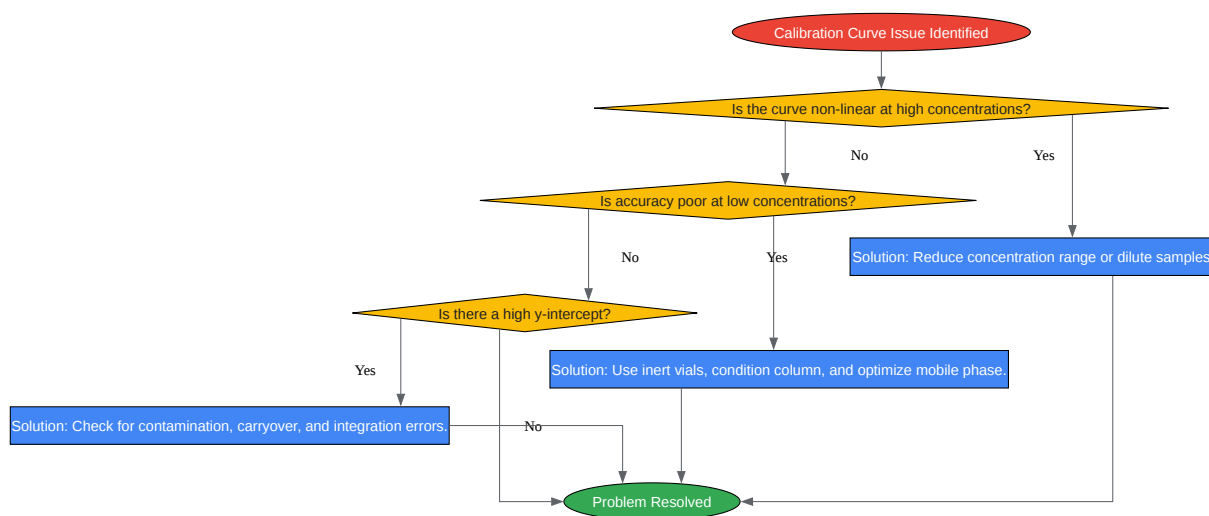 Calibration Curve Issue Identified
Is the curve non-linear at high concentrations?
No
Yes
Is accuracy poor at low concentrations?
No
Yes
Solution: Reduce concentration range or dilute samples
Is there a high y-intercept?
Yes
Solution: Use inert vials, condition column, and optimize mobile phase.
Solution: Check for contamination, carryover, and integration errors.
No
Problem Resolved